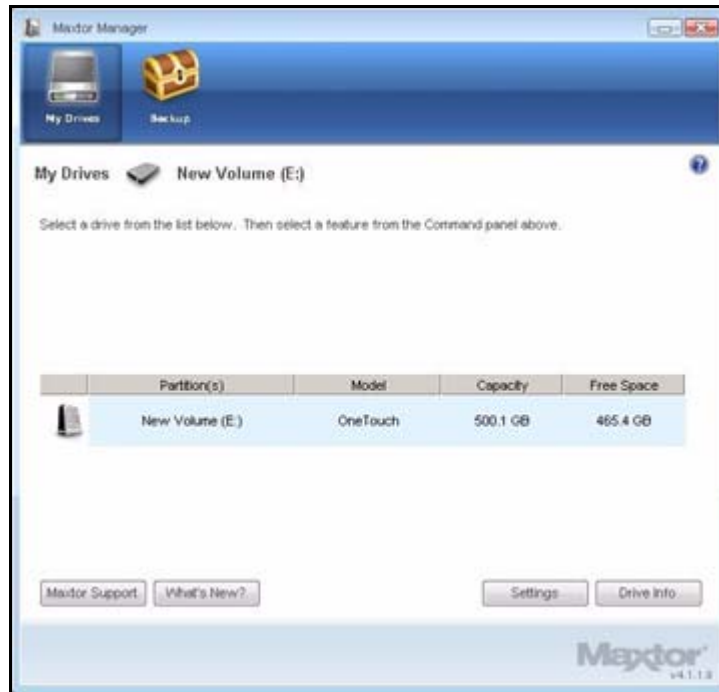 Maxtor Manager
My Drives
Backup
My Drives New Volume (E:)
Select a drive from the list below. Then select a feature from the Command panel above.
Partition(s) Model Capacity Free Space
New Volume (E:) OneTouch 500.1 GB 465.4 GB
Maxtor Support What's New? Settings Drive Info
Maxtor